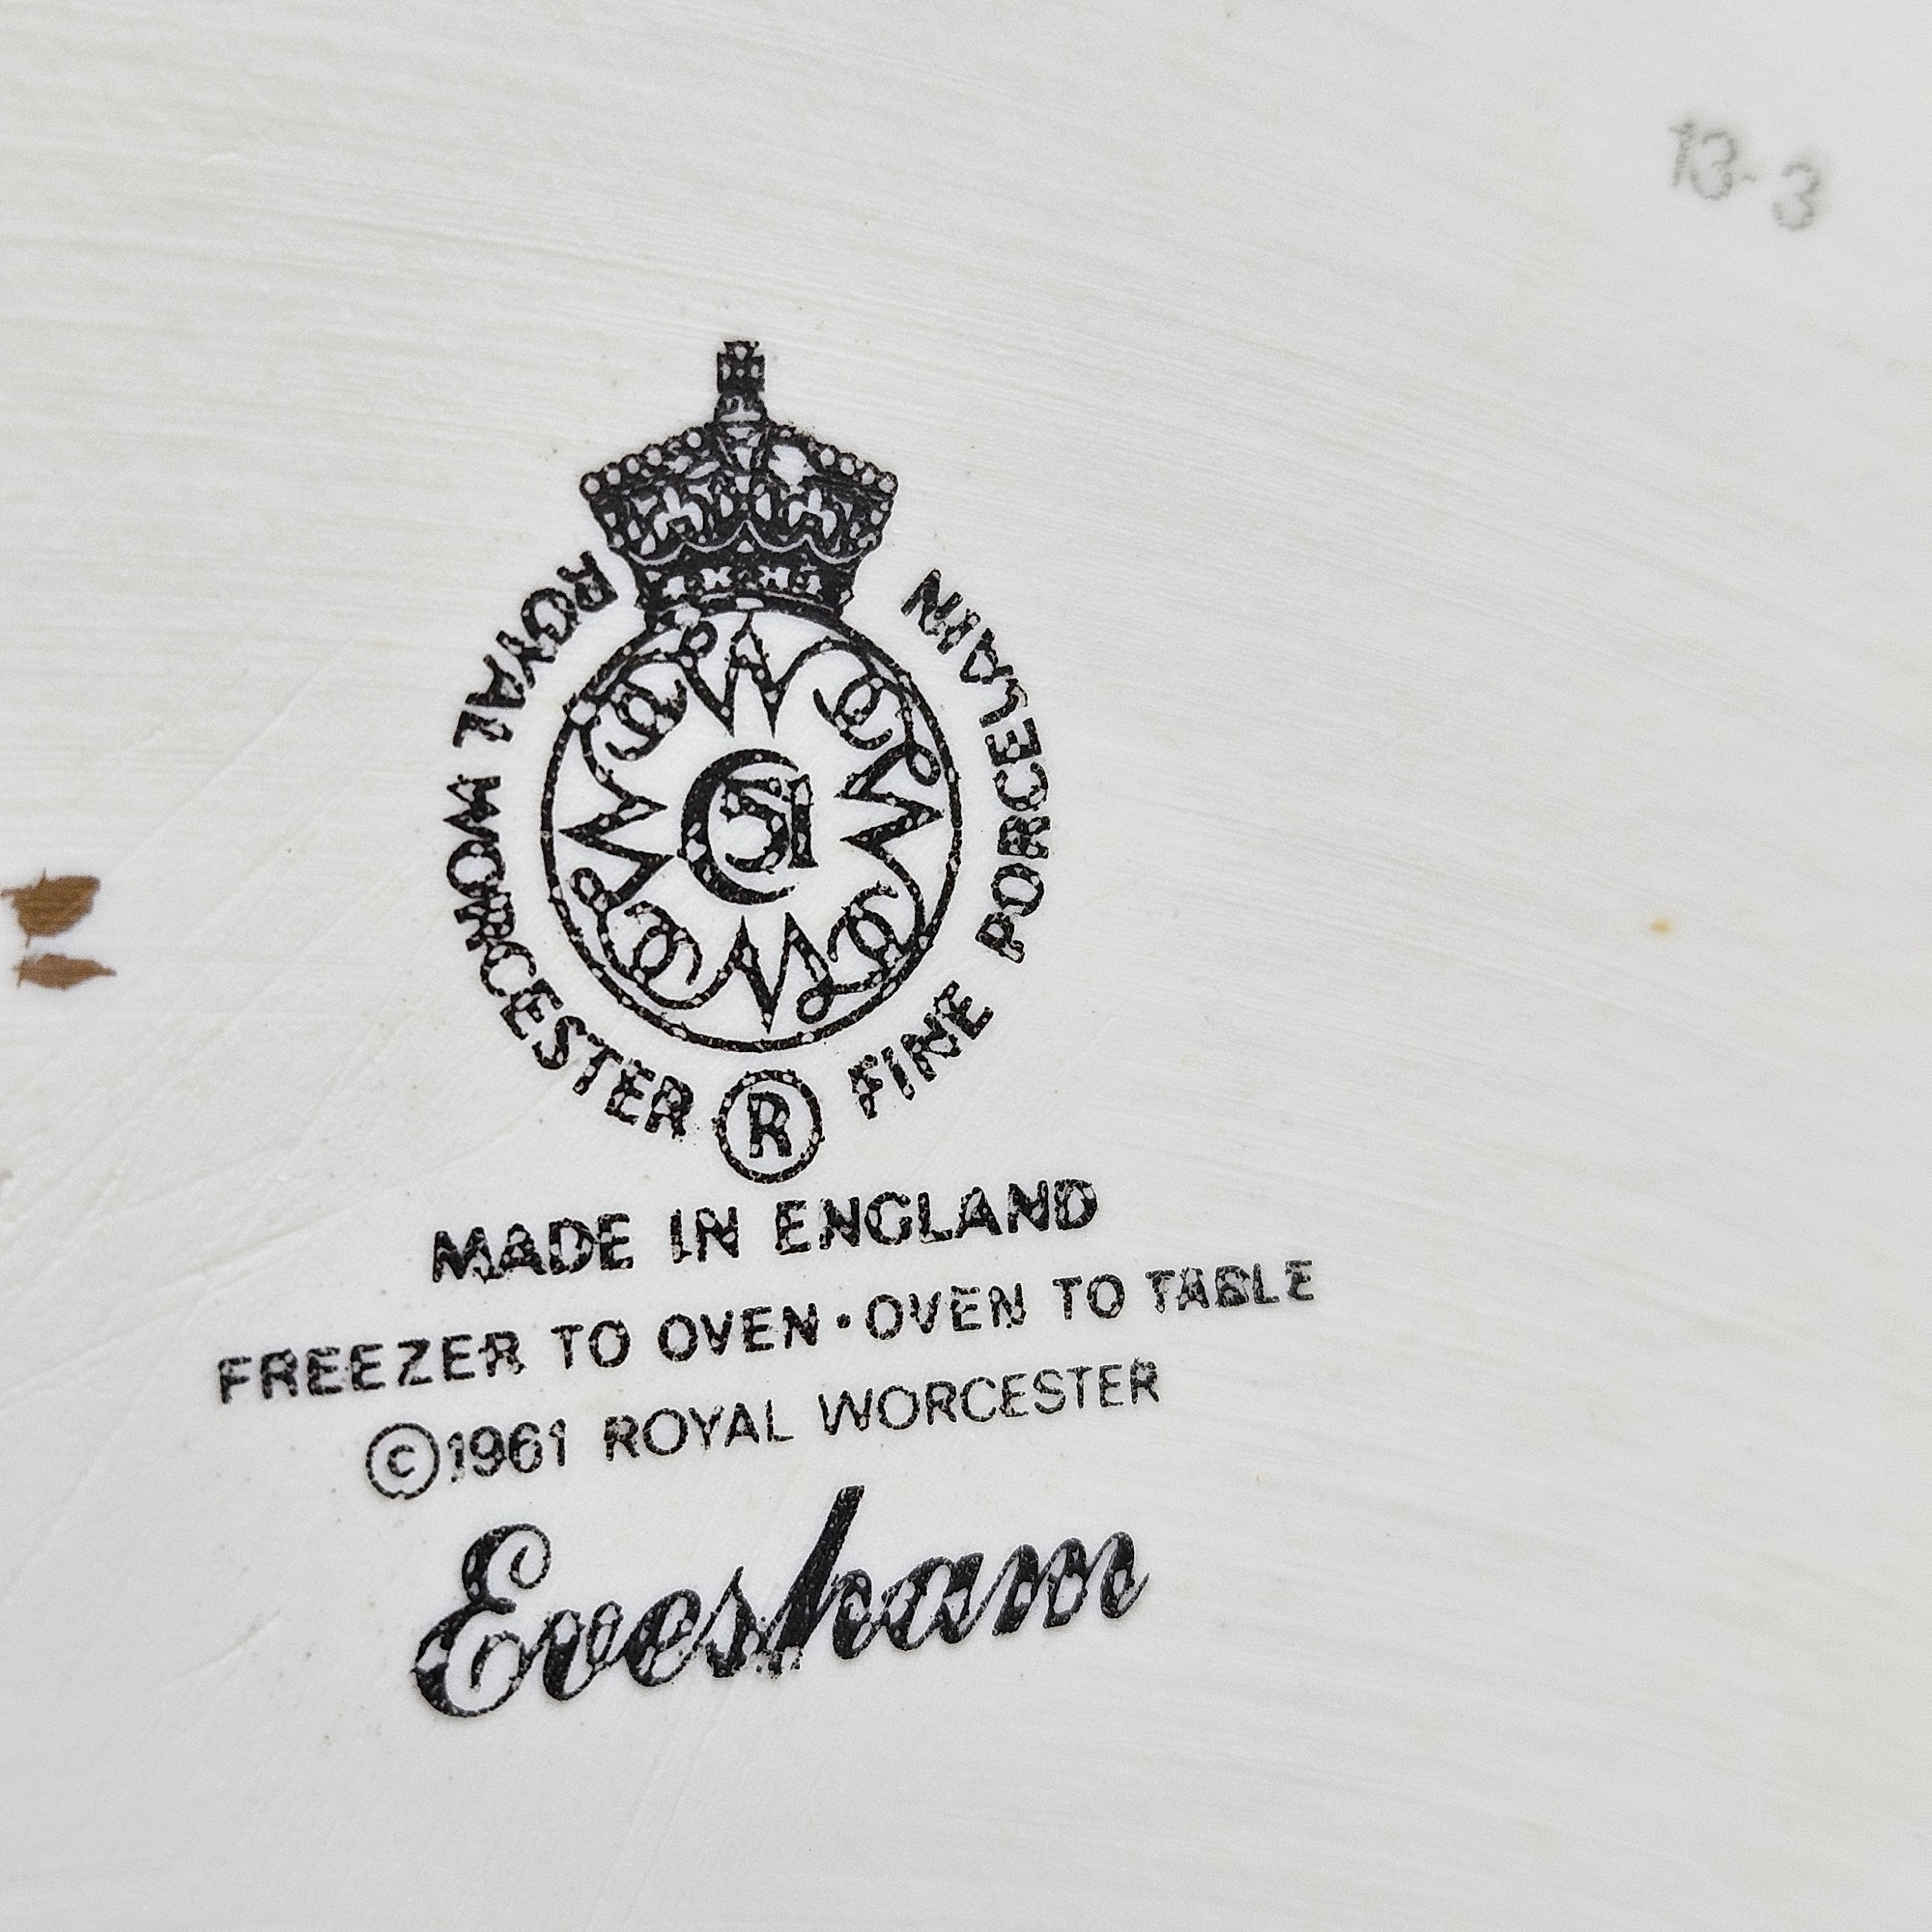 13-3
ROYAL WORCESTER ® FINE PORCELAIN
51
MADE IN ENGLAND
FREEZER TO OVEN·OVEN TO TABLE
©1961 ROYAL WORCESTER
Evesham